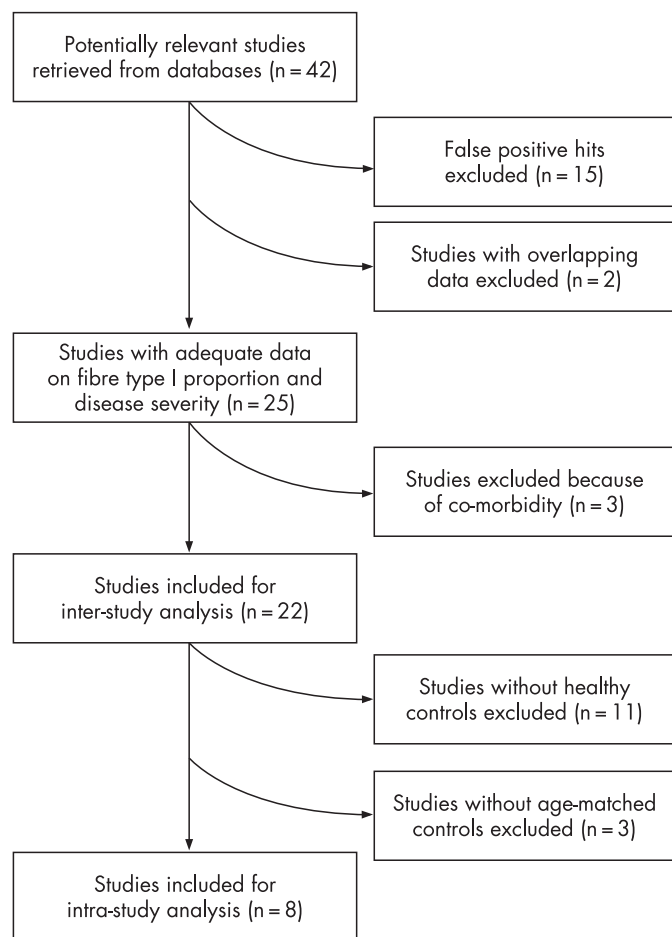 Potentially relevant studies
retrieved from databases (n = 42)
False positive hits
excluded (n = 15)
Studies with overlapping
data excluded (n = 2)
Studies with adequate data
on fibre type I proportion and
disease severity (n = 25)
Studies excluded because
of co-morbidity (n = 3)
Studies included for
inter-study analysis (n = 22)
Studies without healthy
controls excluded (n = 11)
Studies without age-matched
controls excluded (n = 3)
Studies included for
intra-study analysis (n = 8)